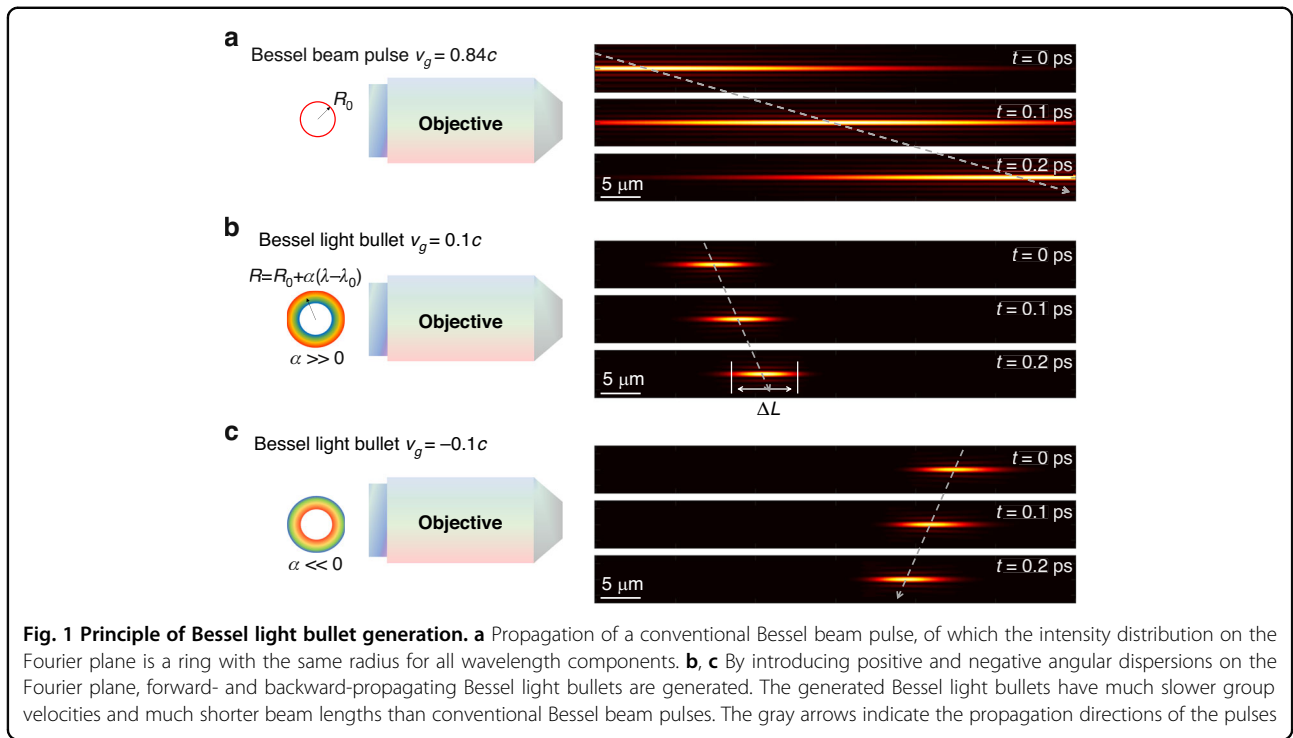 a
Bessel beam pulse v_g = 0.84c
R_0
Objective
t = 0 ps
t = 0.1 ps
t = 0.2 ps
5 μm
b
Bessel light bullet v_g = 0.1c
R=R_0+α(λ−λ_0)
α >> 0
Objective
t = 0 ps
t = 0.1 ps
t = 0.2 ps
5 μm
ΔL
c
Bessel light bullet v_g = −0.1c
α << 0
Objective
t = 0 ps
t = 0.1 ps
t = 0.2 ps
5 μm
Fig. 1 Principle of Bessel light bullet generation. a Propagation of a conventional Bessel beam pulse, of which the intensity distribution on the
Fourier plane is a ring with the same radius for all wavelength components. b, c By introducing positive and negative angular dispersions on the
Fourier plane, forward- and backward-propagating Bessel light bullets are generated. The generated Bessel light bullets have much slower group
velocities and much shorter beam lengths than conventional Bessel beam pulses. The gray arrows indicate the propagation directions of the pulses